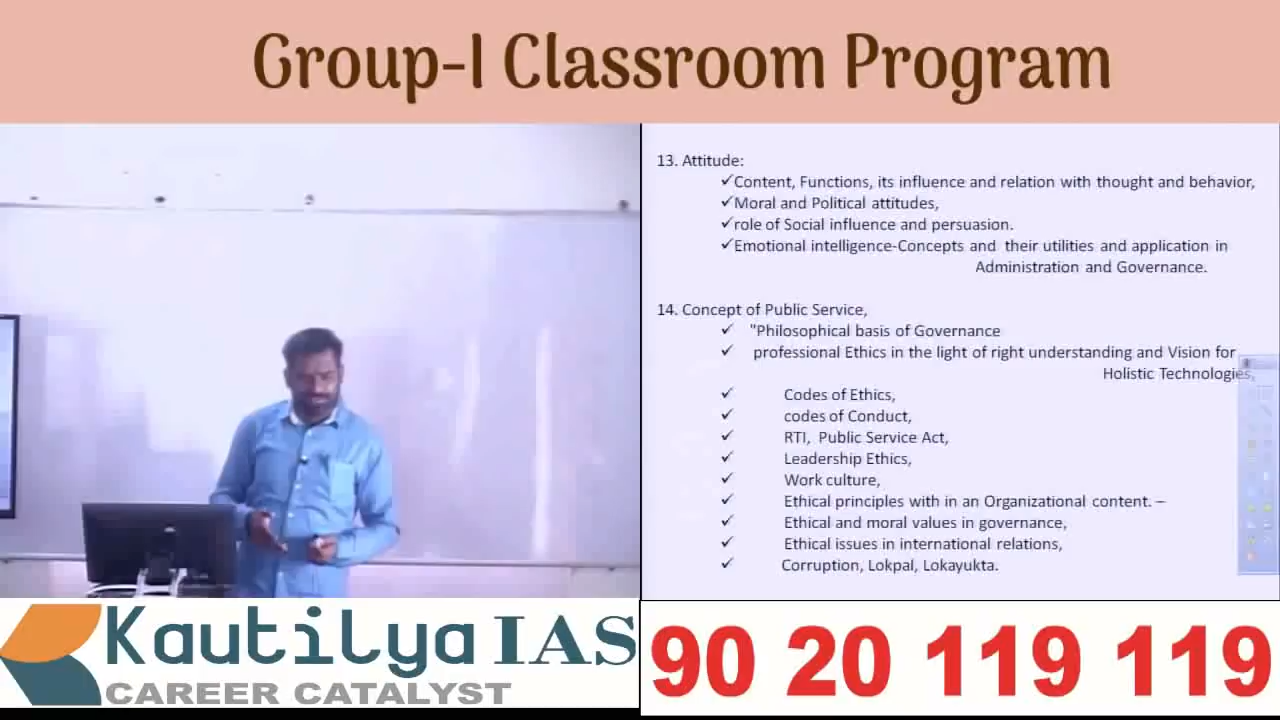 Group-I Classroom Program
13. Attitude:
✓Content, Functions, its influence and relation with thought and behavior,
✓Moral and Political attitudes,
✓role of Social influence and persuasion.
✓Emotional intelligence-Concepts and their utilities and application in
Administration and Governance.
14. Concept of Public Service,
✓ "Philosophical basis of Governance
✓ professional Ethics in the light of right understanding and Vision for
Holistic Technologies,
✓ Codes of Ethics,
✓ codes of Conduct,
✓ RTI, Public Service Act,
✓ Leadership Ethics,
✓ Work culture,
✓ Ethical principles with in an Organizational content. –
✓ Ethical and moral values in governance,
✓ Ethical issues in international relations,
✓ Corruption, Lokpal, Lokayukta.
Kautilya IAS
CAREER CATALYST
90 20 119 119